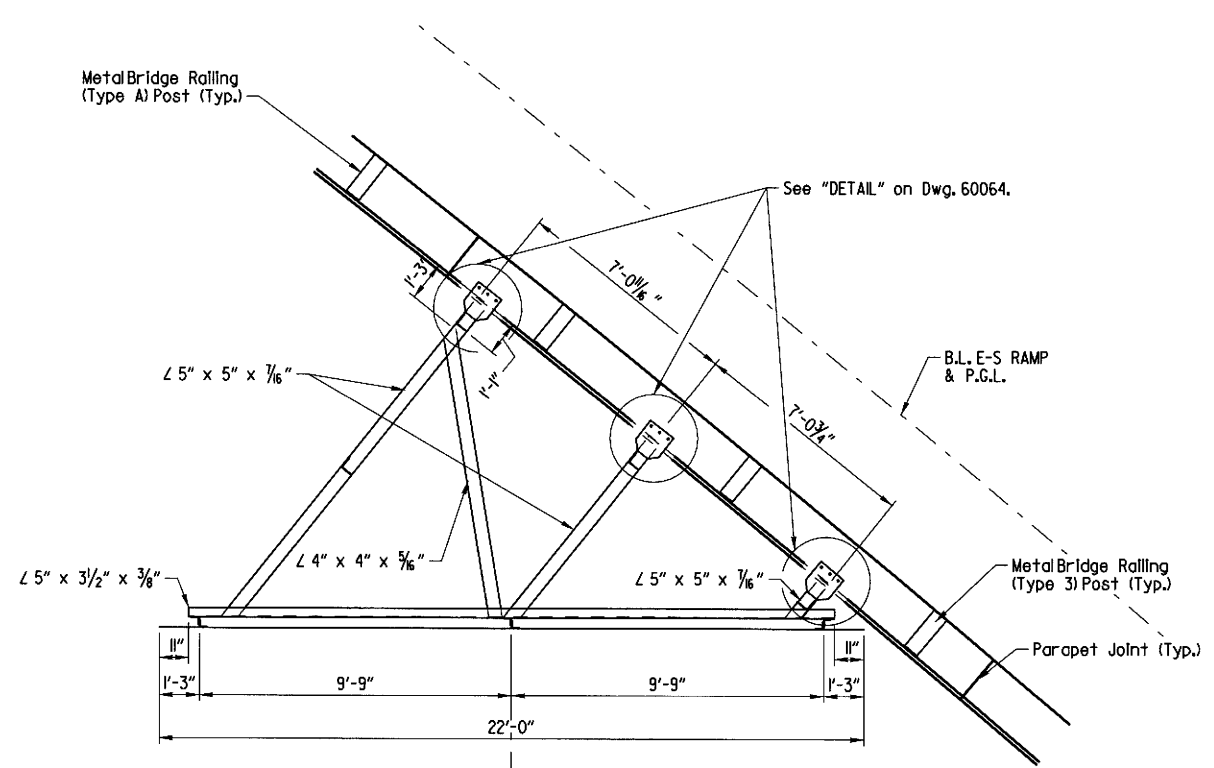 Metal Bridge Railing
(Type A) Post (Typ.)
See "DETAIL" on Dwg. 60064.
1'-3"
7'-0 11/16"
B.L. E-S RAMP
& P.G.L.
∠ 5" x 5" x 7/16"
1'-1"
7'-0 3/4"
∠ 4" x 4" x 5/16"
∠ 5" x 3 1/2" x 3/8"
∠ 5" x 5" x 7/16"
Metal Bridge Railing
(Type 3) Post (Typ.)
Parapet Joint (Typ.)
11"
11"
1'-3"
9'-9"
9'-9"
1'-3"
22'-0"